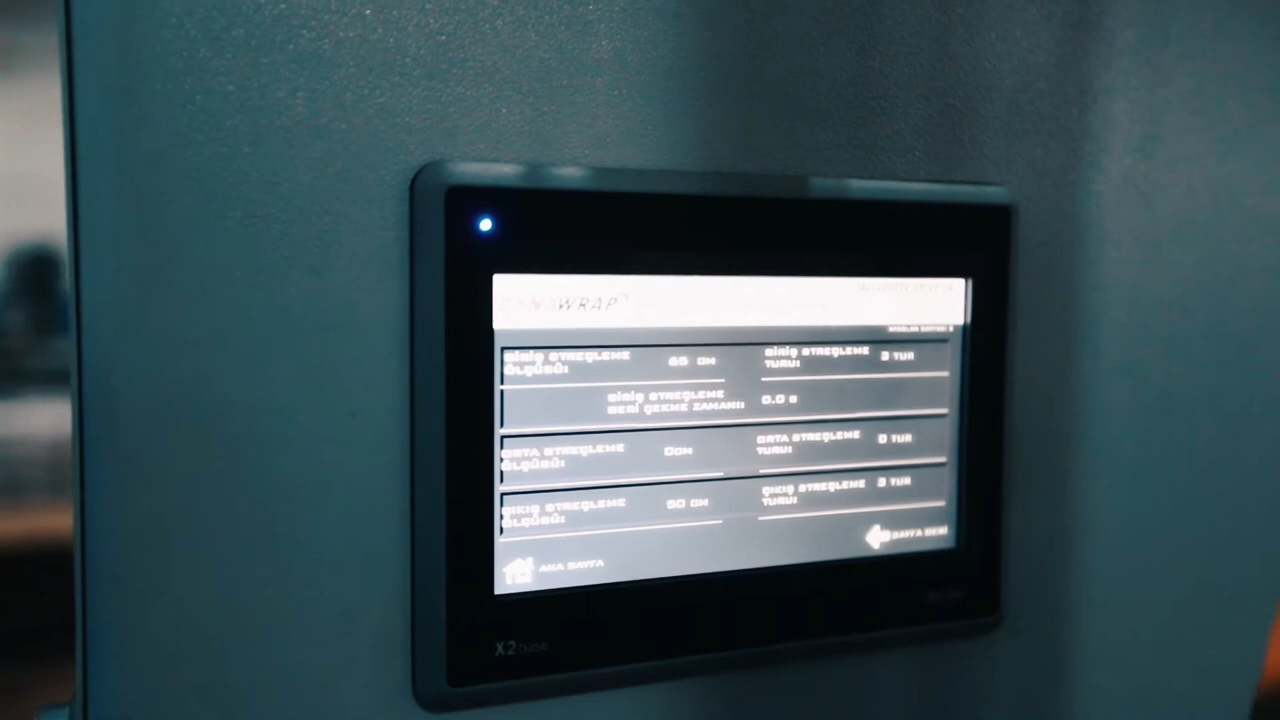 WRAP
GİRİŞ STREÇLEME 65 CM GİRİŞ STREÇLEME 3 TUR
ÖLÇÜSÜ: TURU:
GİRİŞ STREÇLEME 0.0 s
GERİ ÇEKME ZAMANI:
ORTA STREÇLEME 0CM ORTA STREÇLEME 0 TUR
ÖLÇÜSÜ: TURU:
ÇIKIŞ STREÇLEME 50 CM ÇIKIŞ STREÇLEME 3 TUR
ÖLÇÜSÜ: TURU:
SAYFA GERİ
ANA SAYFA
X2 base